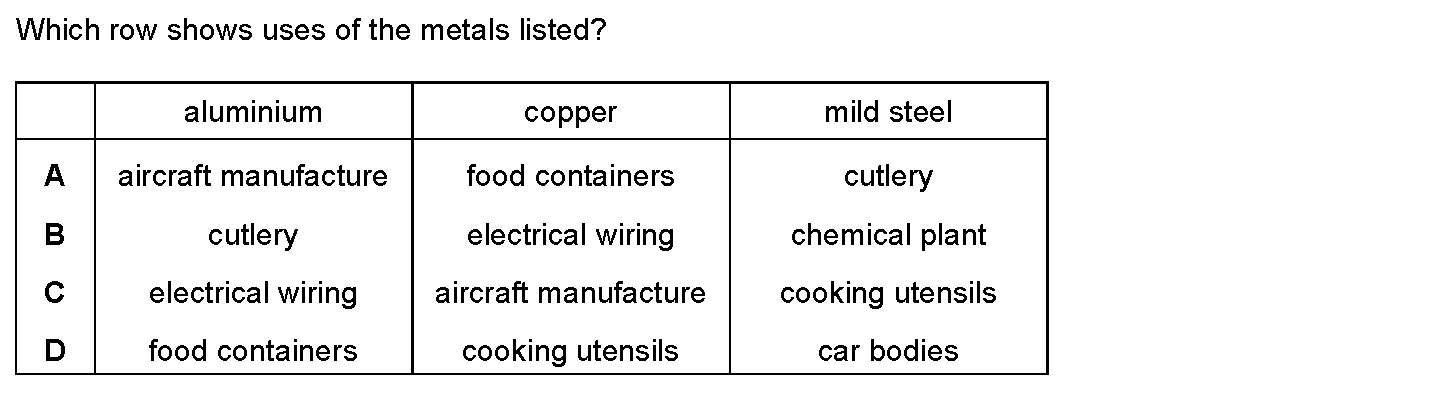 Which row shows uses of the metals listed?
aluminium copper mild steel
A aircraft manufacture food containers cutlery
B cutlery electrical wiring chemical plant
C electrical wiring aircraft manufacture cooking utensils
D food containers cooking utensils car bodies